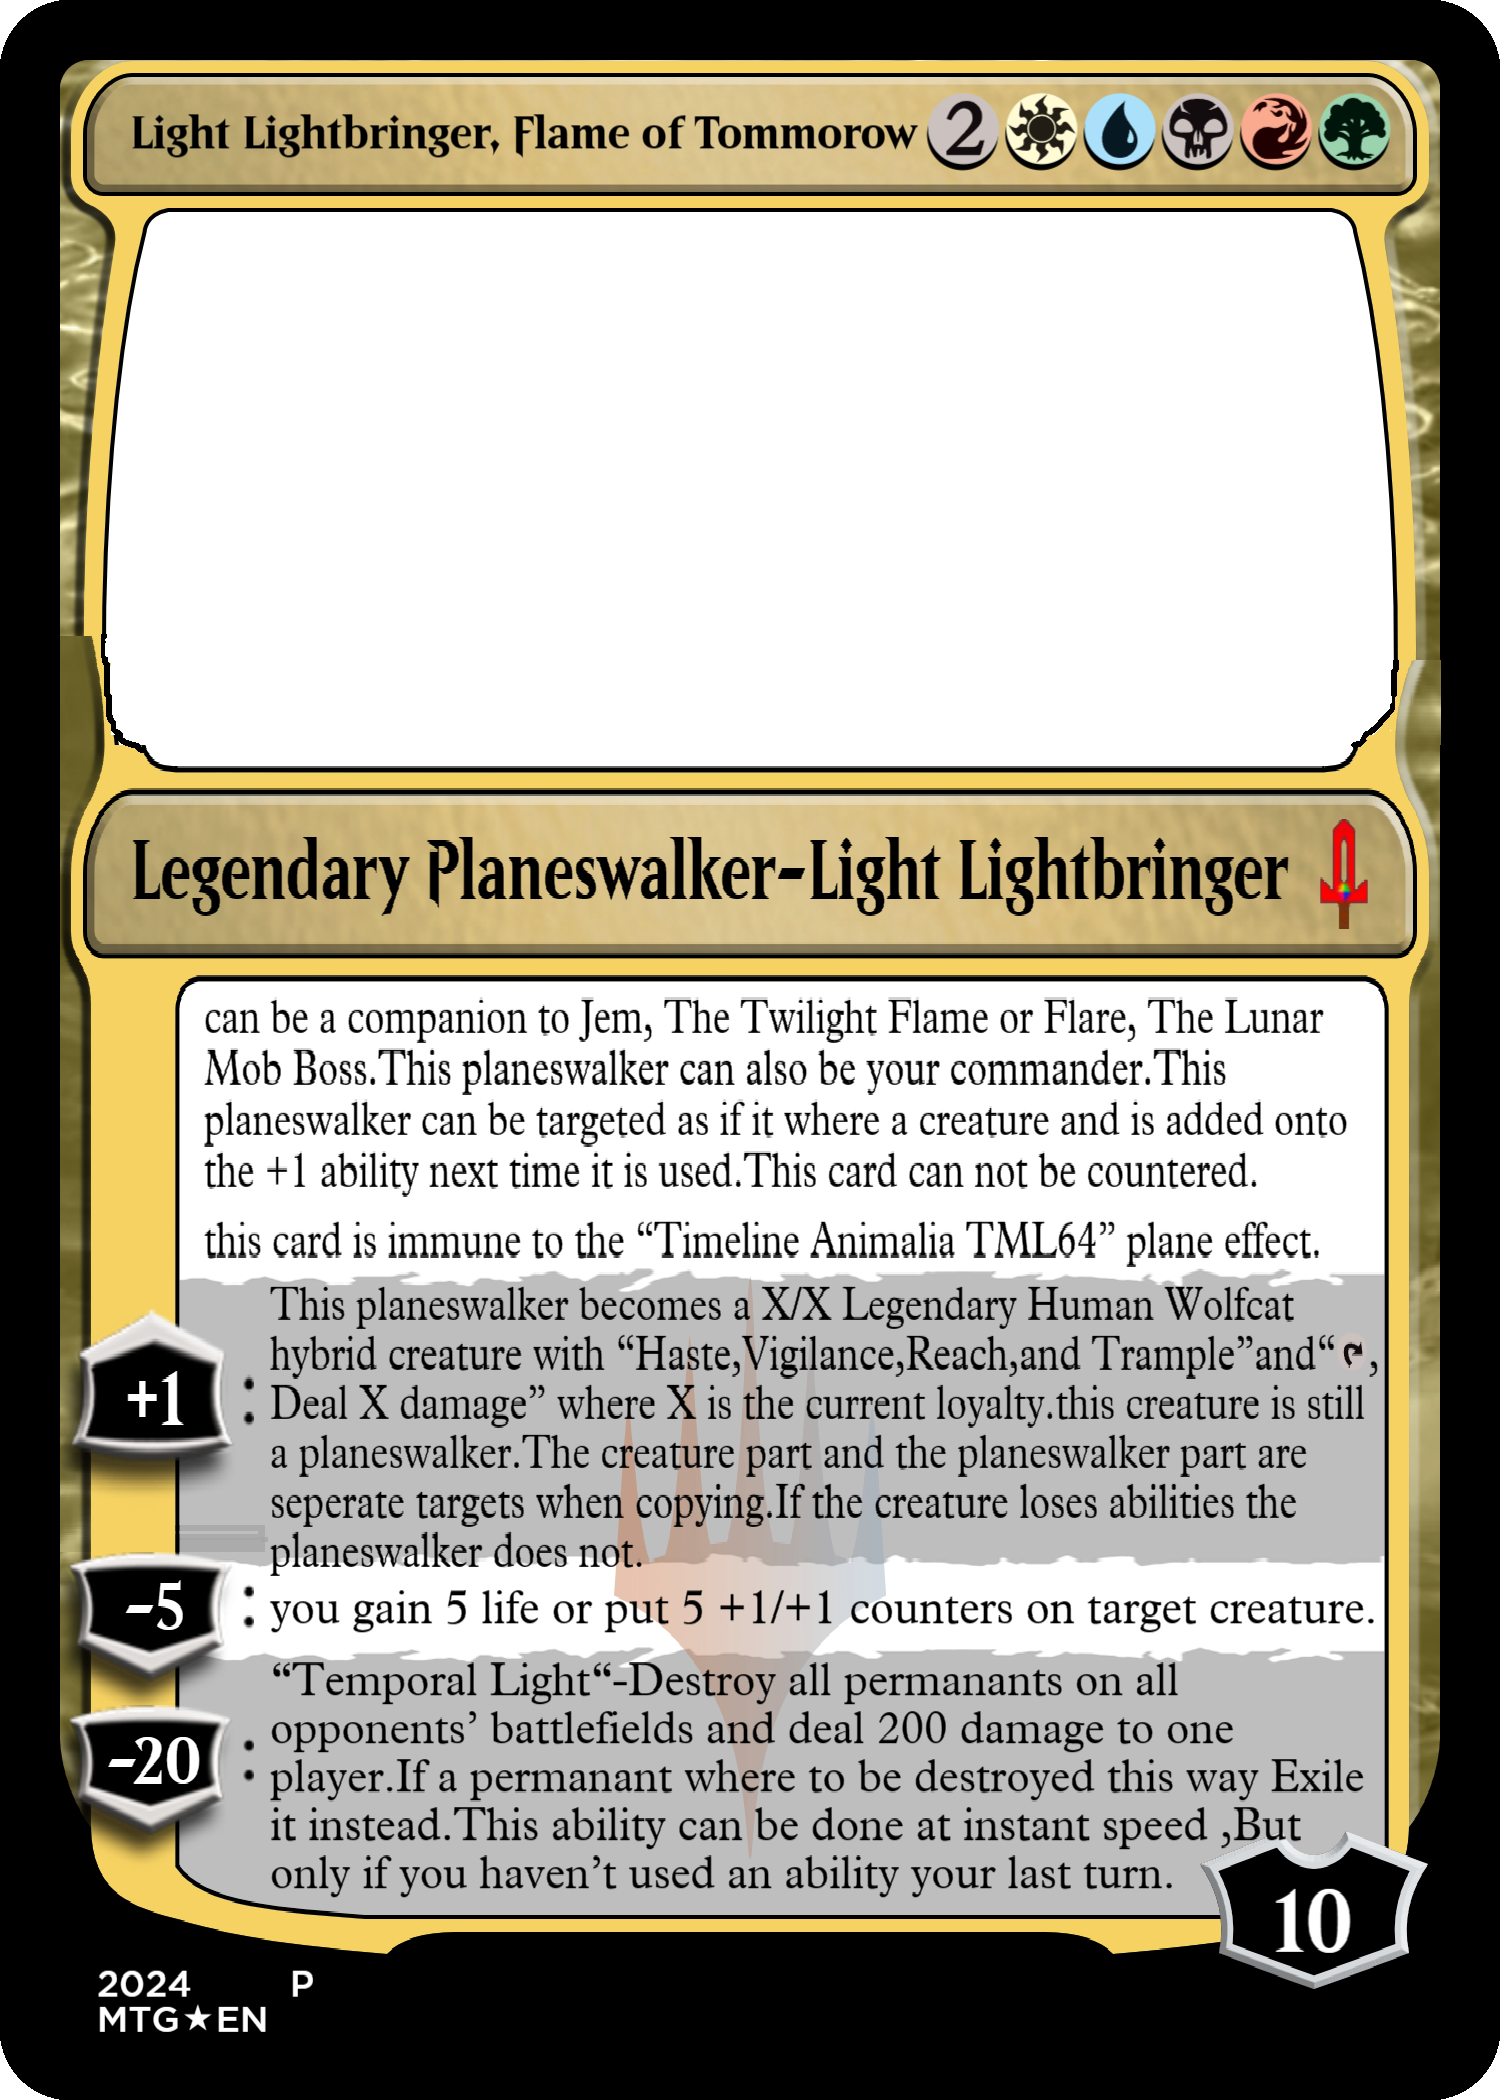 Light Lightbringer, Flame of Tommorow 2
Legendary Planeswalker-Light Lightbringer
can be a companion to Jem, The Twilight Flame or Flare, The Lunar
Mob Boss.This planeswalker can also be your commander.This
planeswalker can be targeted as if it where a creature and is added onto
the +1 ability next time it is used.This card can not be countered.
this card is immune to the “Timeline Animalia TML64” plane effect.
This planeswalker becomes a X/X Legendary Human Wolfcat
hybrid creature with “Haste,Vigilance,Reach,and Trample”and“ ,
+1 : Deal X damage” where X is the current loyalty.this creature is still
a planeswalker.The creature part and the planeswalker part are
seperate targets when copying.If the creature loses abilities the
planeswalker does not.
-5 : you gain 5 life or put 5 +1/+1 counters on target creature.
“Temporal Light“-Destroy all permanants on all
opponents’ battlefields and deal 200 damage to one
-20 : player.If a permanant where to be destroyed this way Exile
it instead.This ability can be done at instant speed ,But
only if you haven’t used an ability your last turn.
10
2024 P
MTG★EN